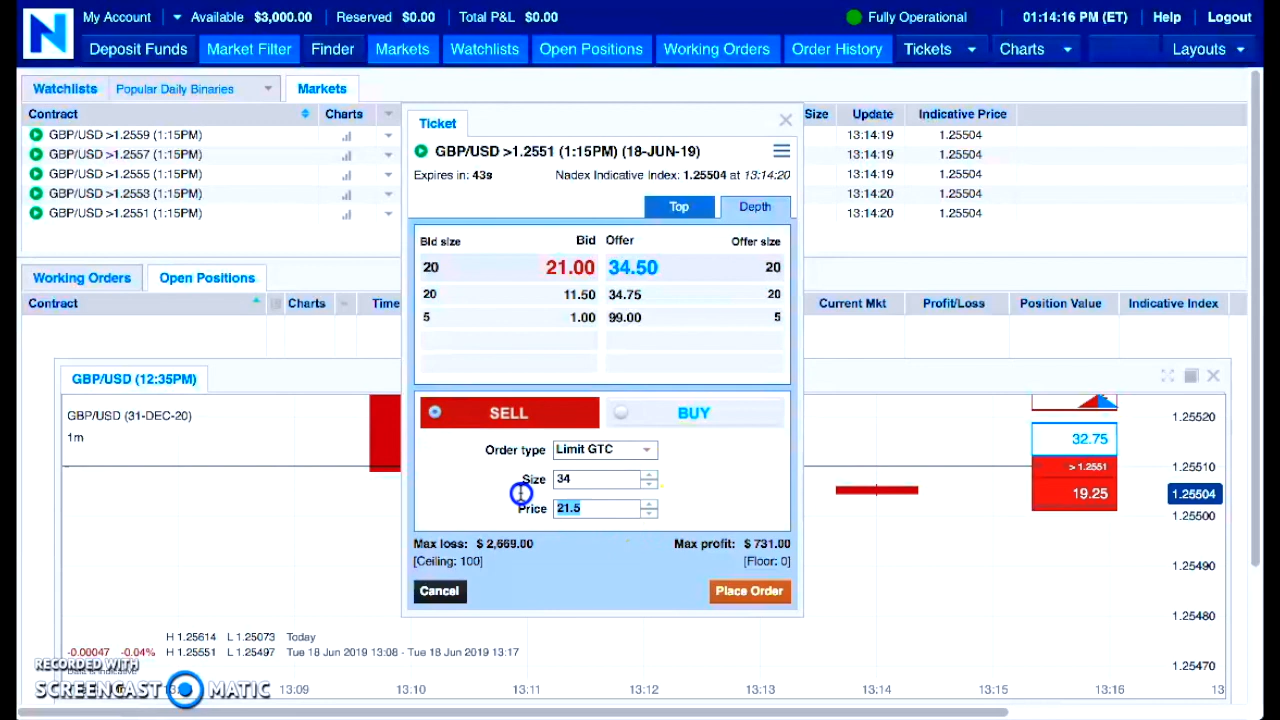 My Account Available $3,000.00 Reserved $0.00 Total P&L $0.00 Fully Operational 01:14:16 PM (ET) Help Logout
N
Deposit Funds Market Filter Finder Markets Watchlists Open Positions Working Orders Order History Tickets Charts Layouts
Watchlists Popular Daily Binaries Markets
Contract Charts Size Update Indicative Price
GBP/USD >1.2559 (1:15PM) 13:14:19 1.25504
GBP/USD >1.2557 (1:15PM) 13:14:19 1.25504
GBP/USD >1.2555 (1:15PM) 13:14:19 1.25504
GBP/USD >1.2553 (1:15PM) 13:14:20 1.25504
GBP/USD >1.2551 (1:15PM) 13:14:20 1.25504
Ticket
GBP/USD >1.2551 (1:15PM) (18-JUN-19)
Expires in: 43s Nadex Indicative Index: 1.25504 at 13:14:20
Top Depth
Bid size Bid Offer Offer size
20 21.00 34.50 20
20 11.50 34.75 20
5 1.00 99.00 5
SELL BUY
Order type Limit GTC
Size 34
Price 21.5
Max loss: $ 2,669.00 Max profit: $ 731.00
[Ceiling: 100] [Floor: 0]
Cancel Place Order
Working Orders Open Positions
Contract Charts Time Current Mkt Profit/Loss Position Value Indicative Index
GBP/USD (12:35PM)
GBP/USD (31-DEC-20)
1m
32.75
> 1.2551
19.25
1.25520
1.25510
1.25504
1.25500
1.25490
1.25480
1.25470
H 1.25614 L 1.25073 Today
-0.00047 -0.04% H 1.25551 L 1.25497 Tue 18 Jun 2019 13:08 - Tue 18 Jun 2019 13:17
Data is indicative
RECORDED WITH
SCREENCAST MATIC
13:09 13:10 13:11 13:12 13:13 13:14 13:15 13:16 13